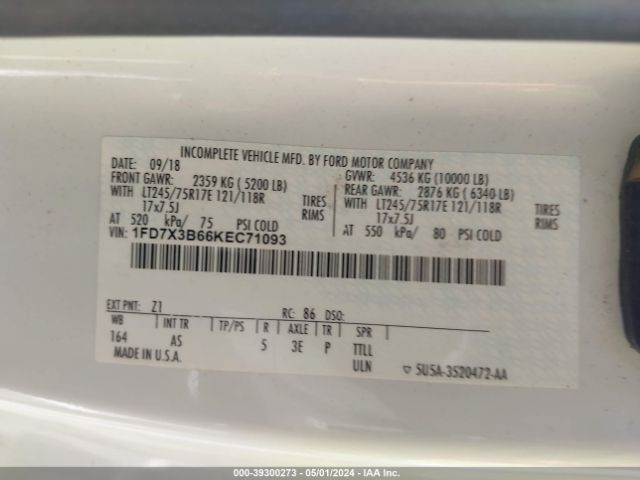 INCOMPLETE VEHICLE MFD. BY FORD MOTOR COMPANY
DATE: 09/18 GVWR: 4536 KG (10000 LB)
FRONT GAWR: 2359 KG ( 5200 LB) REAR GAWR: 2876 KG ( 6340 LB)
WITH LT245/75R17E 121/118R TIRES WITH LT245/75R17E 121/118R TIRES
17x7.5J RIMS 17x7.5J RIMS
AT 520 kPa/ 75 PSI COLD AT 550 kPa/ 80 PSI COLD
VIN: 1FD7X3B66KEC71093
EXT PNT: Z1 RC: 86 DSO:
WB INT TR TP/PS R AXLE TR SPR
164 AS 5 3E P TTLL
MADE IN U.S.A. ULN
5U5A-3520472-AA
000-39300273 - 05/01/2024 - IAA Inc.